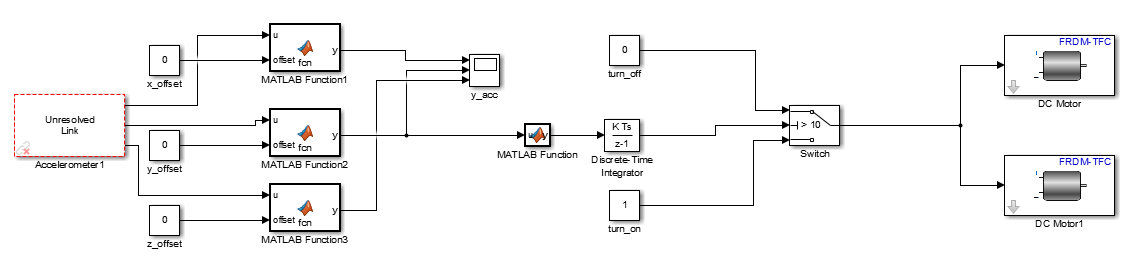 u
offset
fcn
y
MATLAB Function1
0
x_offset
y_acc
Unresolved
Link
Accelerometer1
u
offset
fcn
y
MATLAB Function2
0
y_offset
u
offset
fcn
y
MATLAB Function3
0
z_offset
u
y
MATLAB Function
K Ts
z-1
Discrete-Time
Integrator
0
turn_off
1
turn_on
> 10
Switch
FRDM-TFC
DC Motor
FRDM-TFC
DC Motor1